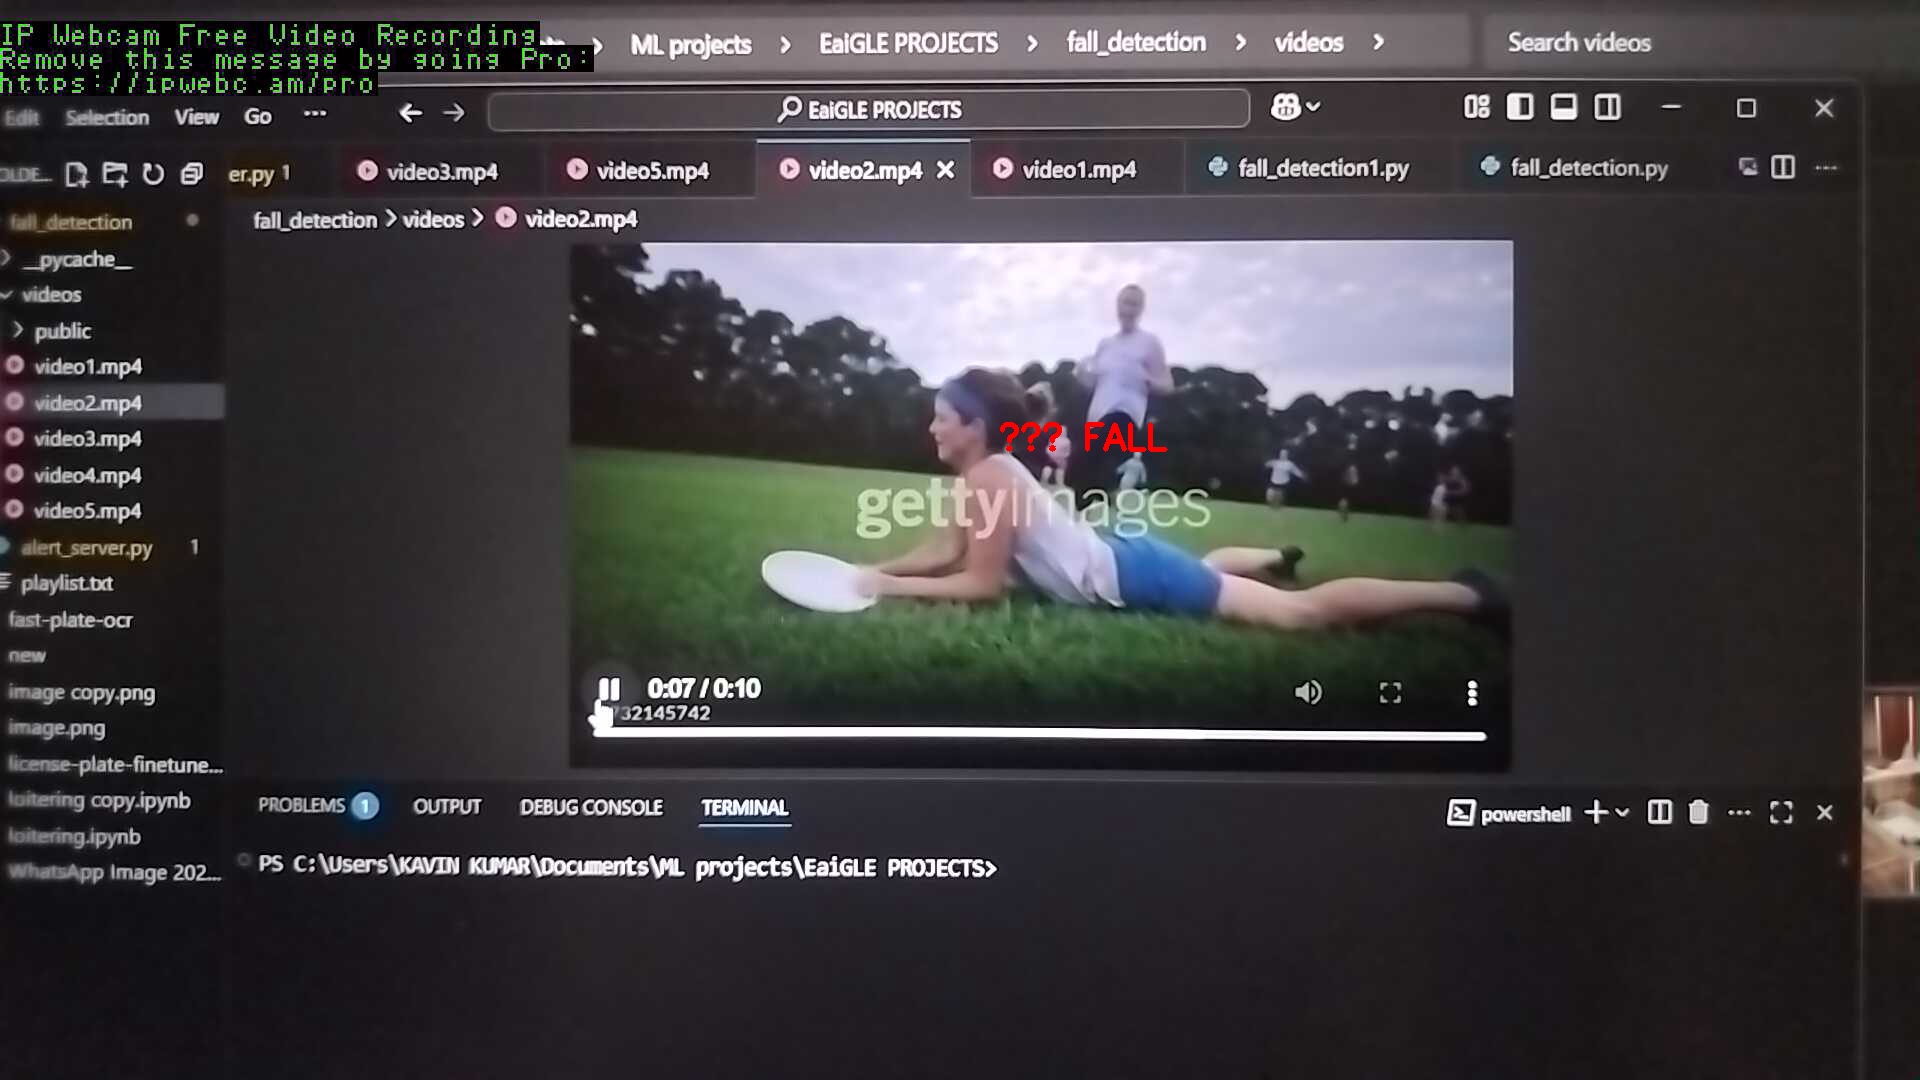 IP Webcam Free Video Recording
Remove this message by going Pro:
https://ipwebc.am/pro
ML projects > EaiGLE PROJECTS > fall_detection > videos >
Search videos
Edit Selection View Go ...
EaiGLE PROJECTS
er.py 1
video3.mp4
video5.mp4
video2.mp4
video1.mp4
fall_detection1.py
fall_detection.py
fall_detection > videos > video2.mp4
fall_detection
__pycache__
videos
public
video1.mp4
video2.mp4
video3.mp4
video4.mp4
video5.mp4
alert_server.py 1
playlist.txt
fast-plate-ocr
new
image copy.png
image.png
license-plate-finetune...
loitering copy.ipynb
loitering.ipynb
WhatsApp Image 202...
??? FALL
gettyimages
0:07 / 0:10
732145742
PROBLEMS 1 OUTPUT DEBUG CONSOLE TERMINAL
powershell
PS C:\Users\KAVIN KUMAR\Documents\ML projects\EaiGLE PROJECTS>